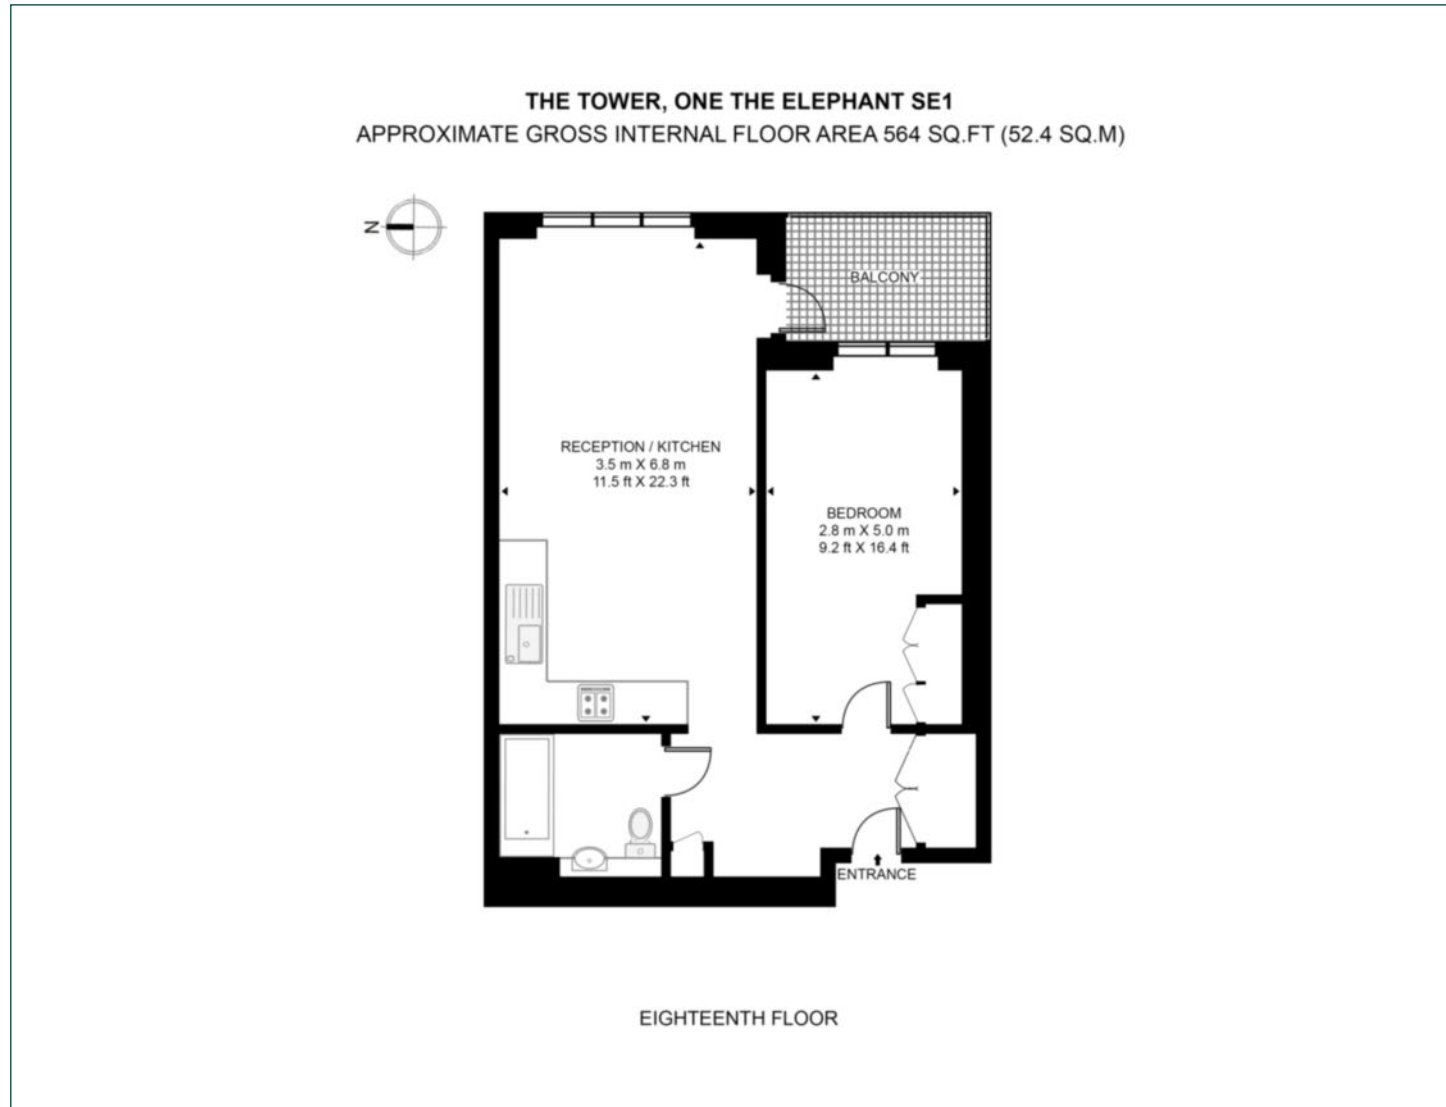 THE TOWER, ONE THE ELEPHANT SE1
APPROXIMATE GROSS INTERNAL FLOOR AREA 564 SQ.FT (52.4 SQ.M)
N
BALCONY
RECEPTION / KITCHEN
3.5 m X 6.8 m
11.5 ft X 22.3 ft
BEDROOM
2.8 m X 5.0 m
9.2 ft X 16.4 ft
ENTRANCE
EIGHTEENTH FLOOR